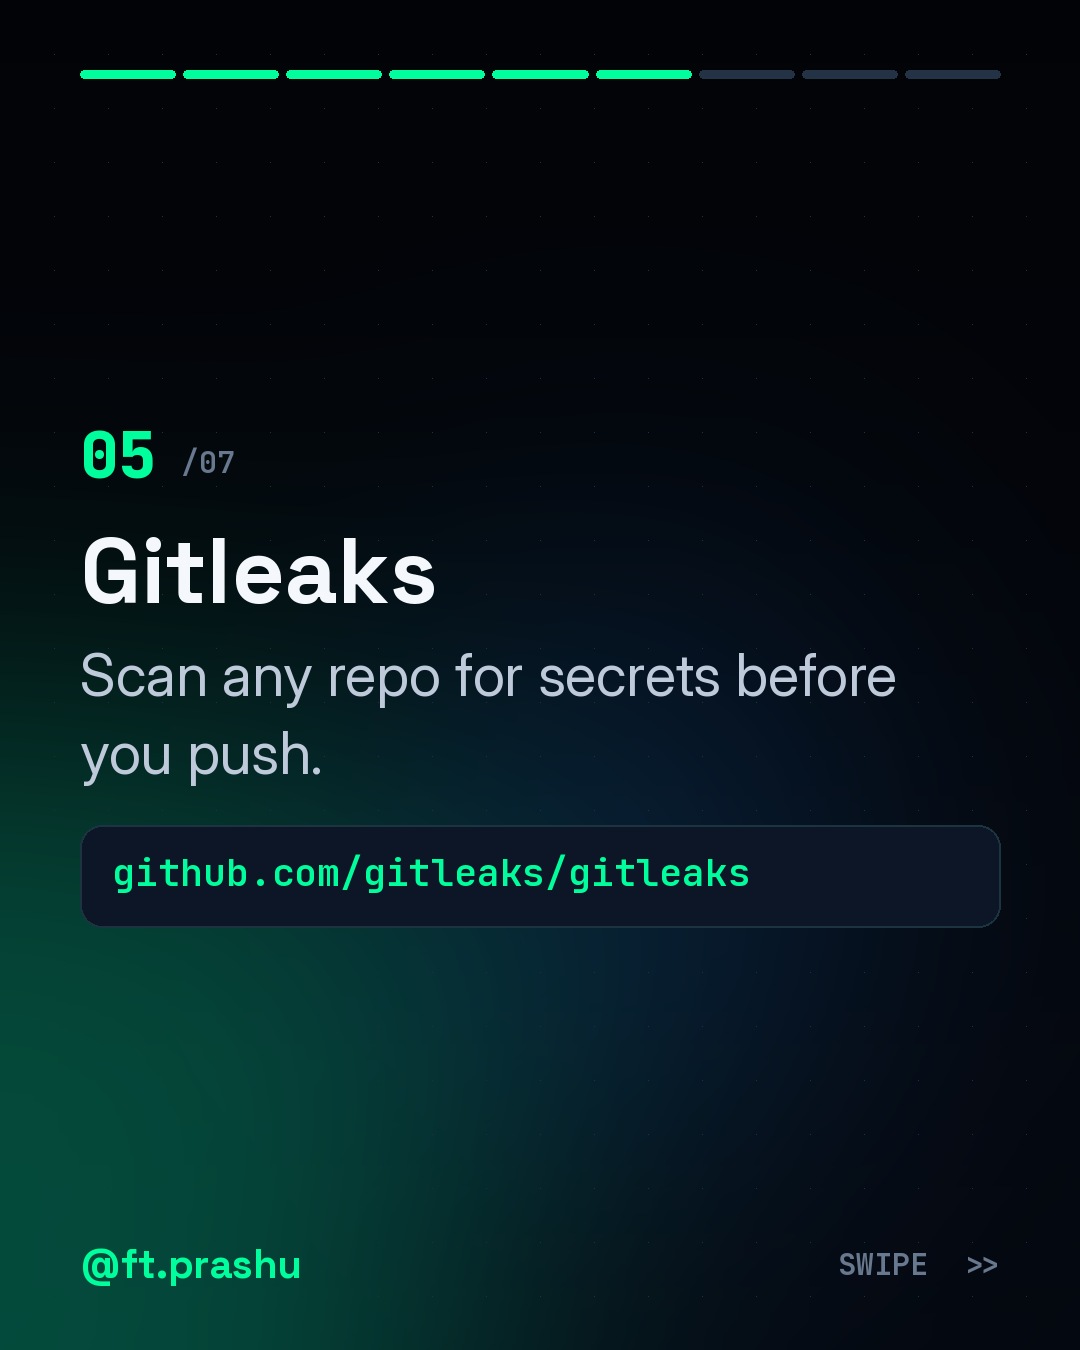 05 /07
Gitleaks
Scan any repo for secrets before
you push.
github.com/gitleaks/gitleaks
@ft.prashu
SWIPE >>